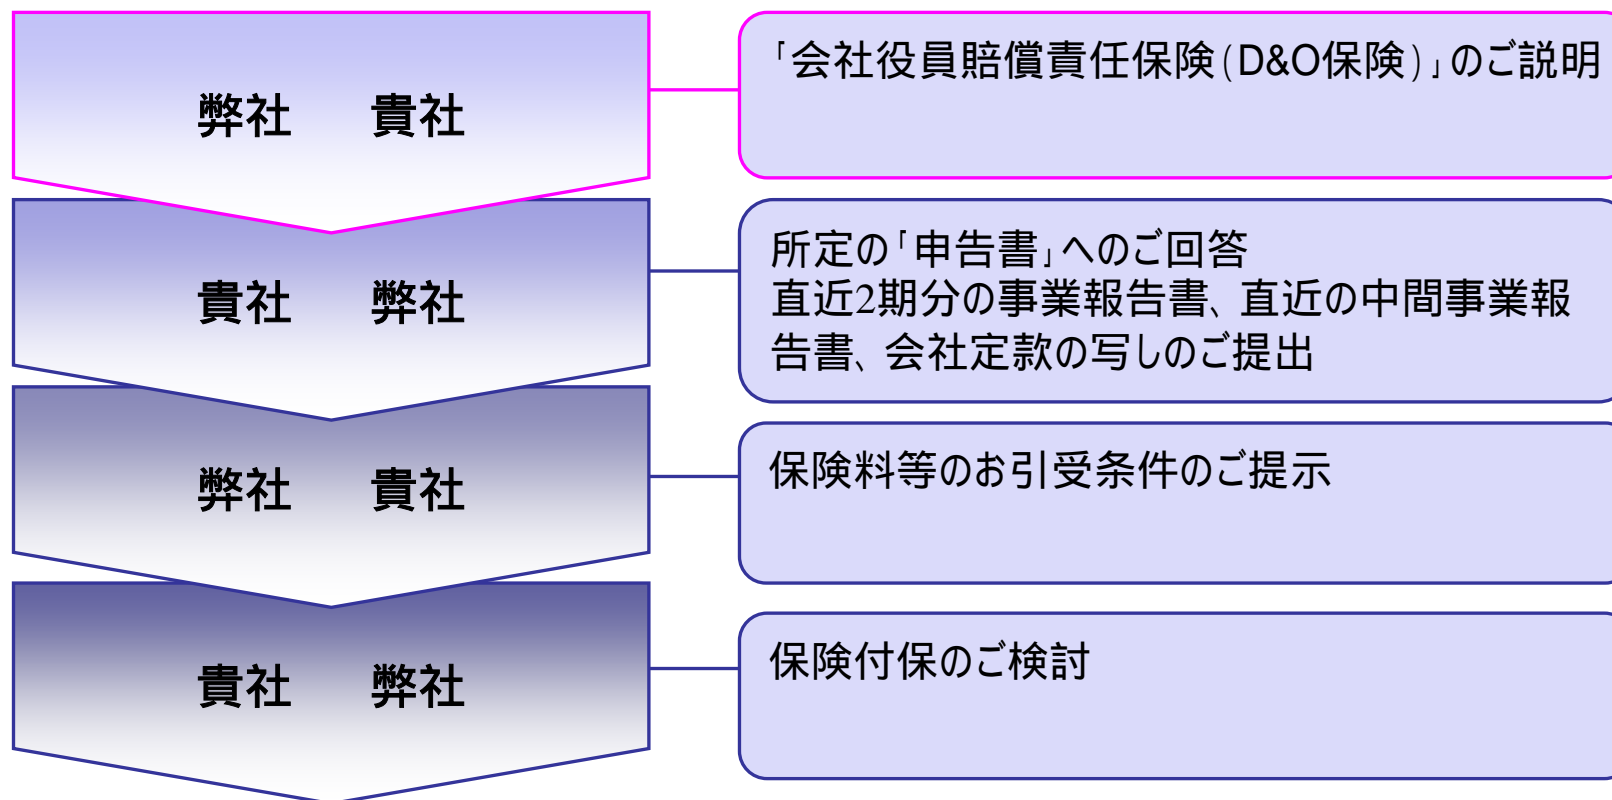 弊社　貴社
「会社役員賠償責任保険(D&O保険)」のご説明
貴社　弊社
所定の「申告書」へのご回答
直近2期分の事業報告書、直近の中間事業報
告書、会社定款の写しのご提出
弊社　貴社
保険料等のお引受条件のご提示
貴社　弊社
保険付保のご検討